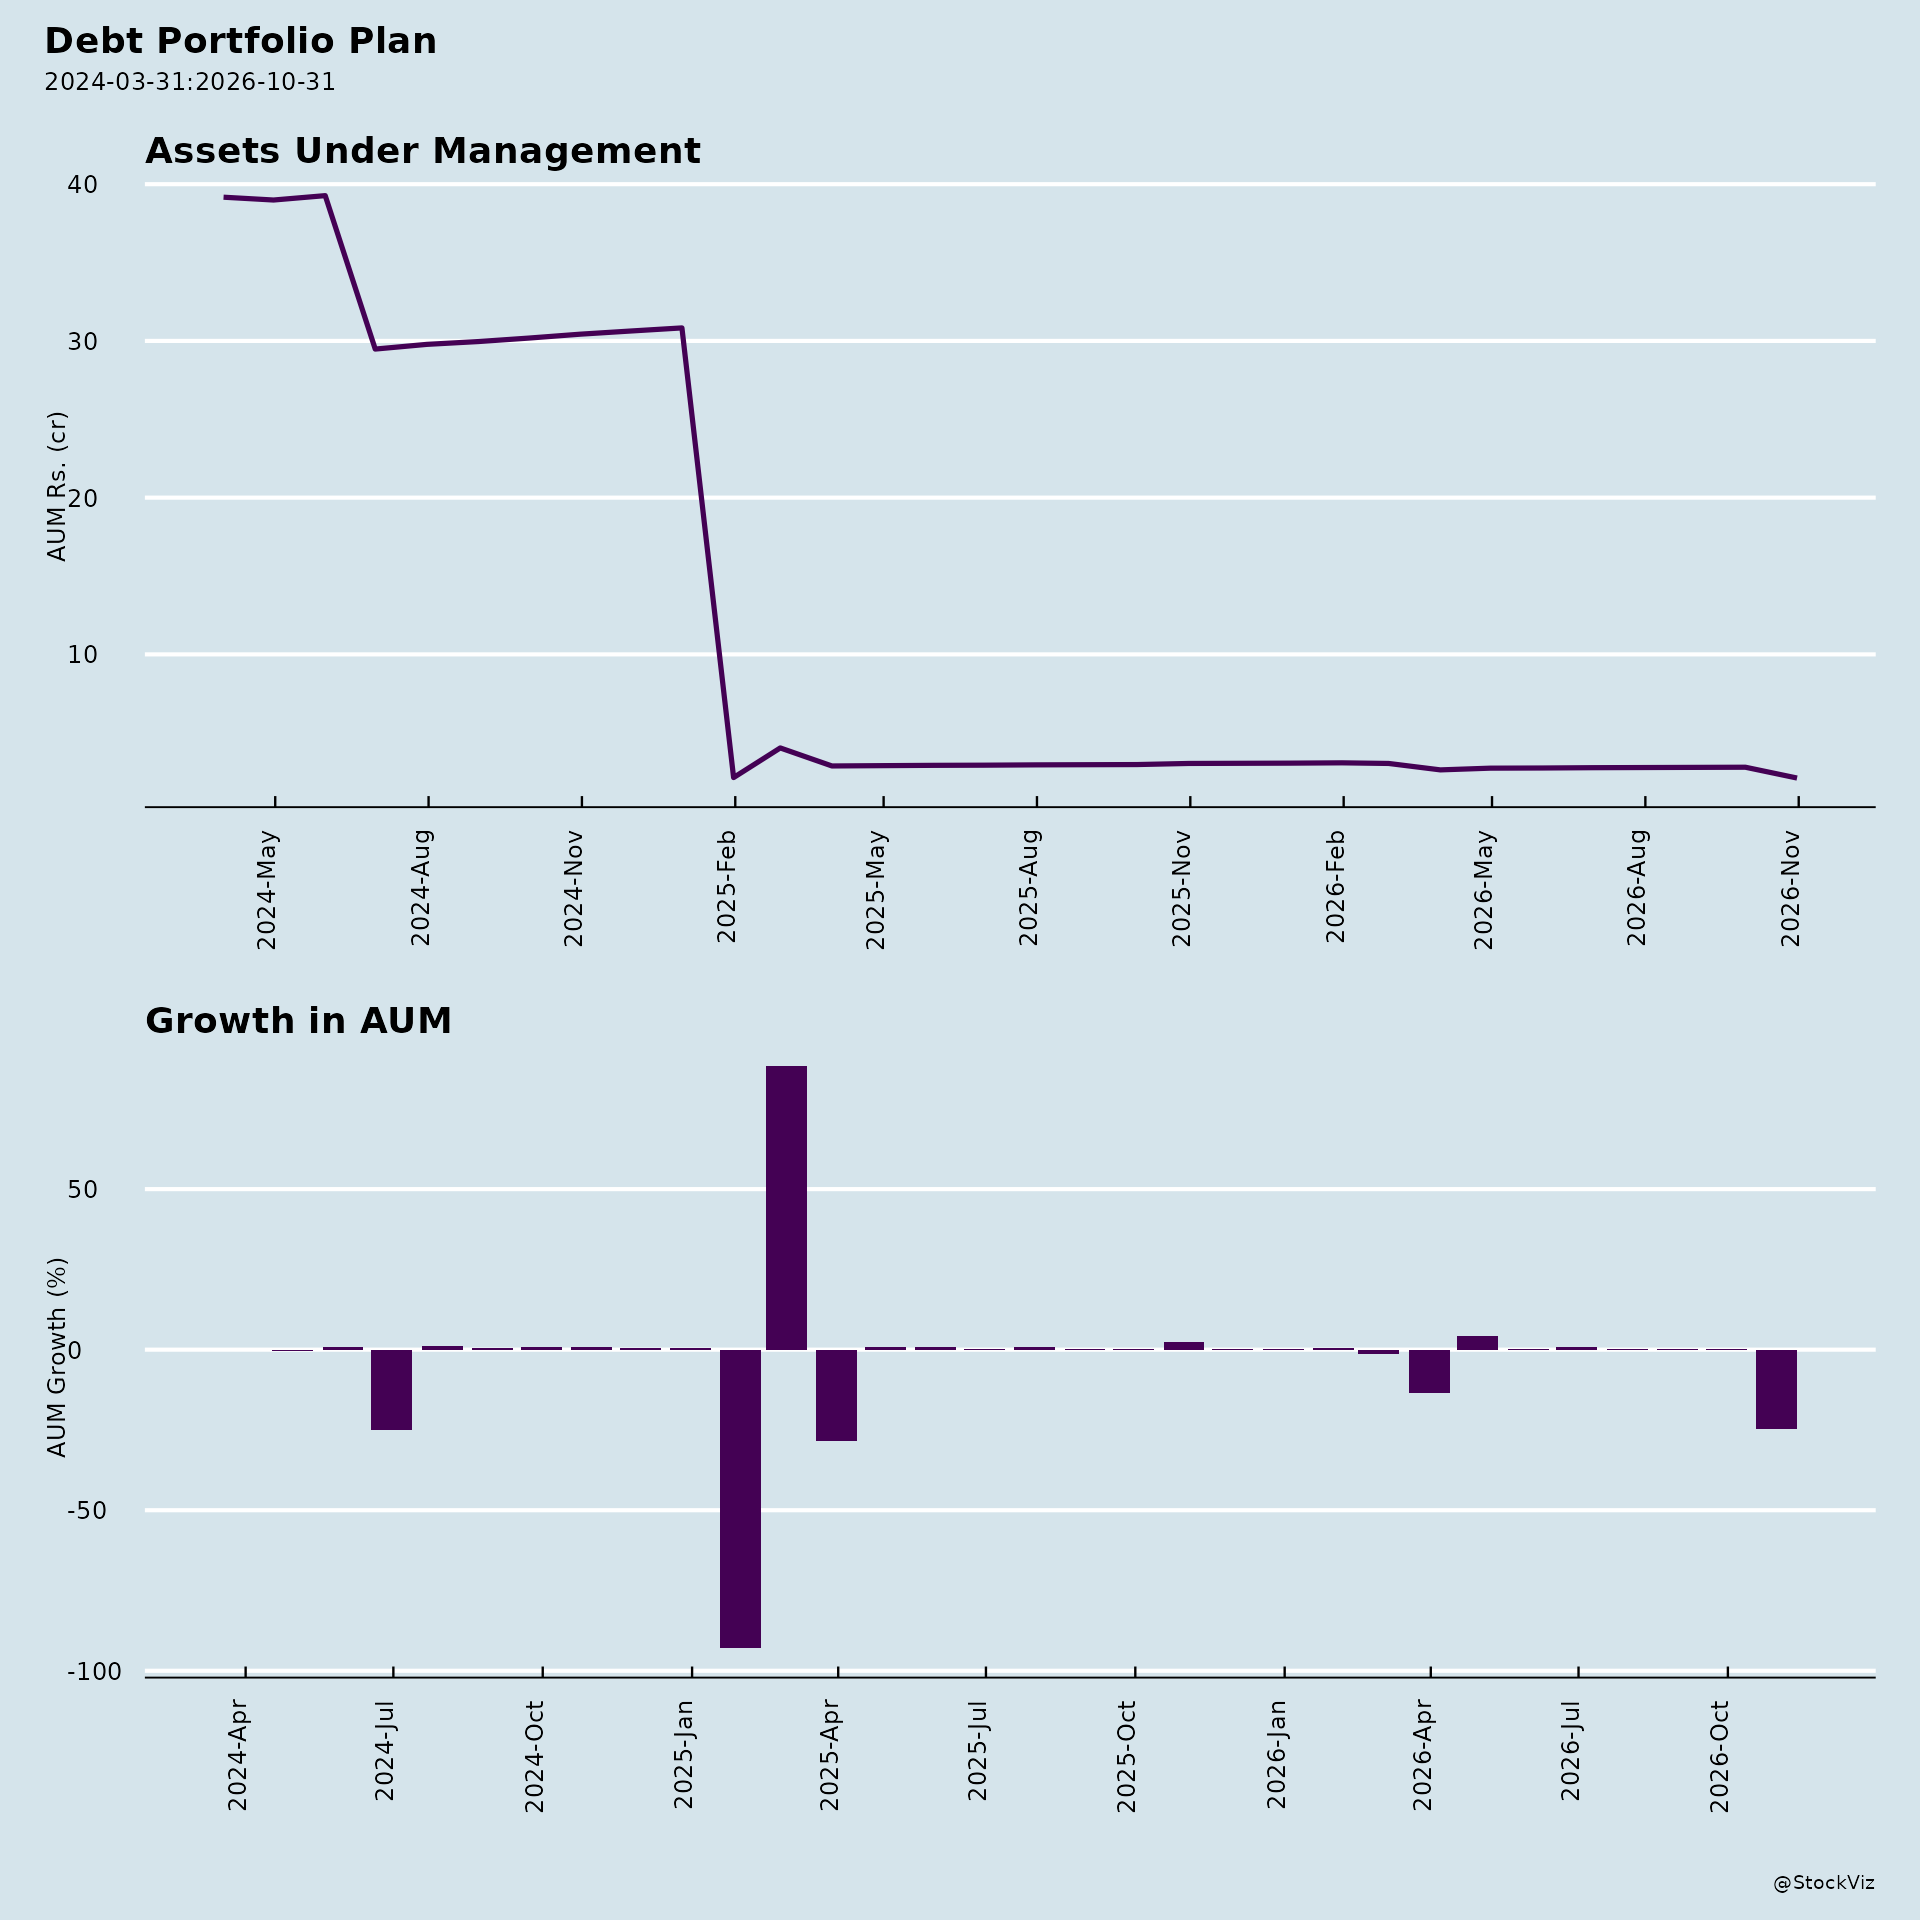 Debt Portfolio Plan
2024-03-31:2026-10-31
Assets Under Management
AUM Rs. (cr)
40
30
20
10
2024-May
2024-Aug
2024-Nov
2025-Feb
2025-May
2025-Aug
2025-Nov
2026-Feb
2026-May
2026-Aug
2026-Nov
Growth in AUM
AUM Growth (%)
50
0
-50
-100
2024-Apr
2024-Jul
2024-Oct
2025-Jan
2025-Apr
2025-Jul
2025-Oct
2026-Jan
2026-Apr
2026-Jul
2026-Oct
@StockViz